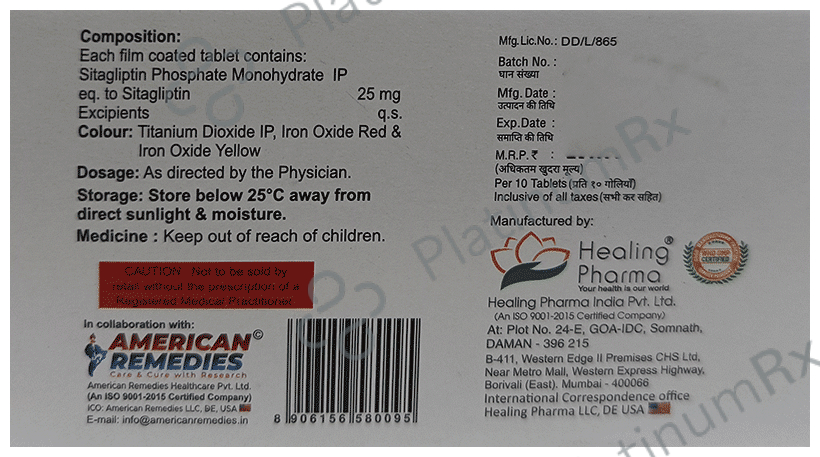 Composition:
Each film coated tablet contains:
Sitagliptin Phosphate Monohydrate IP
eq. to Sitagliptin 25 mg
Excipients q.s.
Colour: Titanium Dioxide IP, Iron Oxide Red &
Iron Oxide Yellow
Dosage: As directed by the Physician.
Storage: Store below 25°C away from
direct sunlight & moisture.
Medicine : Keep out of reach of children.
CAUTION : Not to be sold by
retail without the prescription of a
Registered Medical Practitioner.
In collaboration with:
AMERICAN©
REMEDIES
Care & Cure with Research
American Remedies Healthcare Pvt. Ltd.
(An ISO 9001-2015 Certified Company)
ICO: American Remedies LLC, DE, USA
E-mail: info@americanremedies.in
8 906156 580095
Mfg. Lic. No.: DD/L/865
Batch No. :
घान संख्या
Mfg. Date :
उत्पादन की तिथि
Exp. Date :
समाप्ति की तिथि
M.R.P. ₹ :
(अधिकतम खुदरा मूल्य)
Per 10 Tablets (प्रति १० गोलियाँ)
Inclusive of all taxes (सभी कर सहित)
Manufactured by:
Healing®
Pharma
Your health is our world
CERTIFIED
Healing Pharma India Pvt. Ltd.
(An ISO 9001-2015 Certified Company)
At: Plot No. 24-E, GOA-IDC, Somnath,
DAMAN - 396 215
B-411, Western Edge II Premises CHS Ltd,
Near Metro Mall, Western Express Highway,
Borivali (East). Mumbai - 400066
International Correspondence office
Healing Pharma LLC, DE USA
PlatinumRx
PlatinumRx